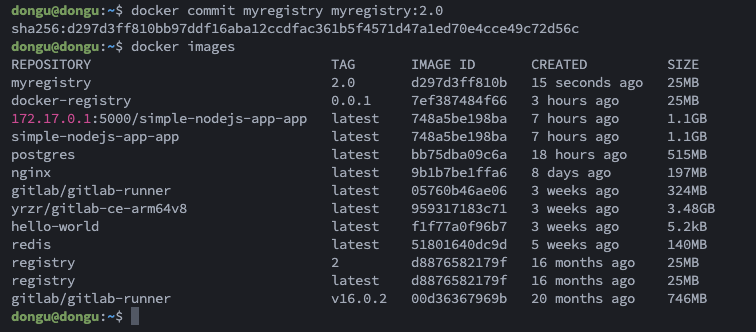 dongu@dongu:~$ docker commit myregistry myregistry:2.0
sha256:d297d3ff810bb97ddf16aba12ccdfac361b5f4571d47a1ed70e4cce49c72d56c
dongu@dongu:~$ docker images
REPOSITORY TAG IMAGE ID CREATED SIZE
myregistry 2.0 d297d3ff810b 15 seconds ago 25MB
docker-registry 0.0.1 7ef387484f66 3 hours ago 25MB
172.17.0.1:5000/simple-nodejs-app-app latest 748a5be198ba 7 hours ago 1.1GB
simple-nodejs-app-app latest 748a5be198ba 7 hours ago 1.1GB
postgres latest bb75dba09c6a 18 hours ago 515MB
nginx latest 9b1b7be1ffa6 8 days ago 197MB
gitlab/gitlab-runner latest 05760b46ae06 3 weeks ago 324MB
yrzr/gitlab-ce-arm64v8 latest 959317183c71 3 weeks ago 3.48GB
hello-world latest f1f77a0f96b7 3 weeks ago 5.2kB
redis latest 51801640dc9d 5 weeks ago 140MB
registry 2 d8876582179f 16 months ago 25MB
registry latest d8876582179f 16 months ago 25MB
gitlab/gitlab-runner v16.0.2 00d36367969b 20 months ago 746MB
dongu@dongu:~$